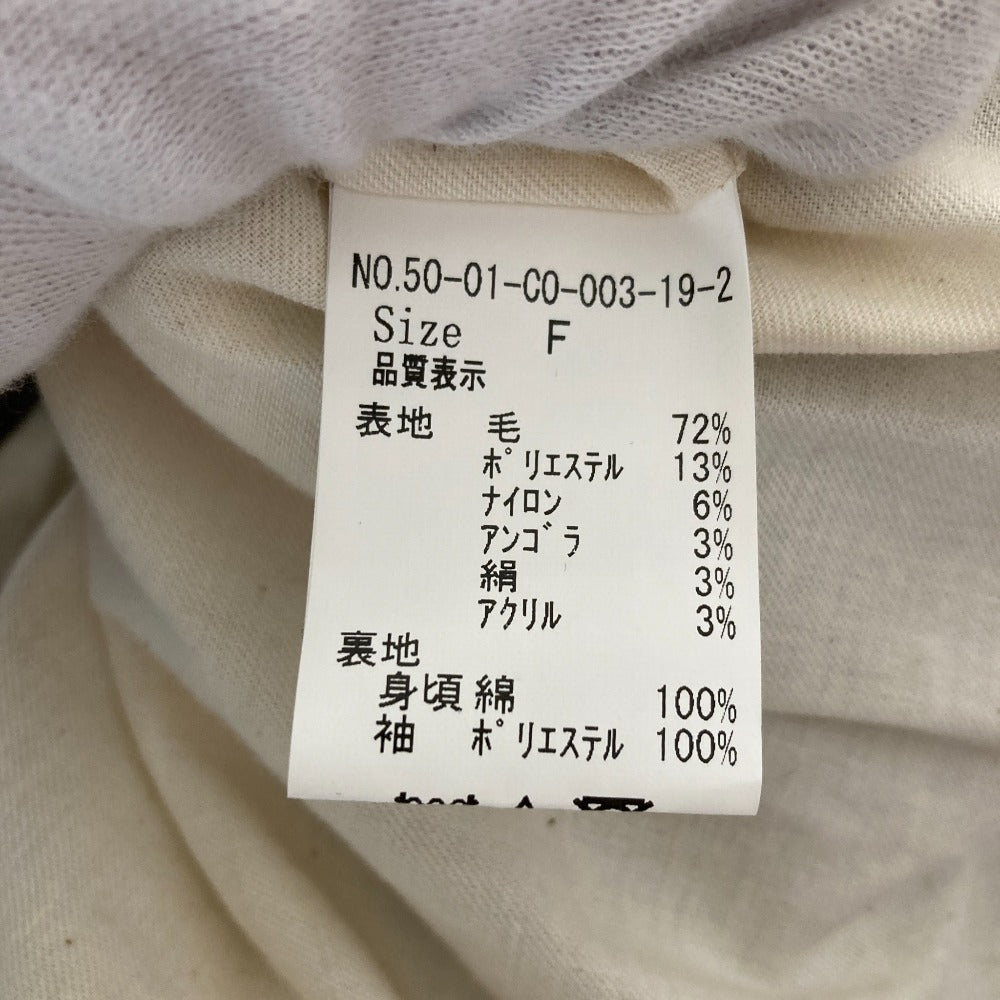 NO.50-01-CO-003-19-2
Size F
品質表示
表地 毛 72%
ポリエステル 13%
ナイロン 6%
アンゴラ 3%
絹 3%
アクリル 3%
裏地
身頃 綿 100%
袖 ポリエステル 100%